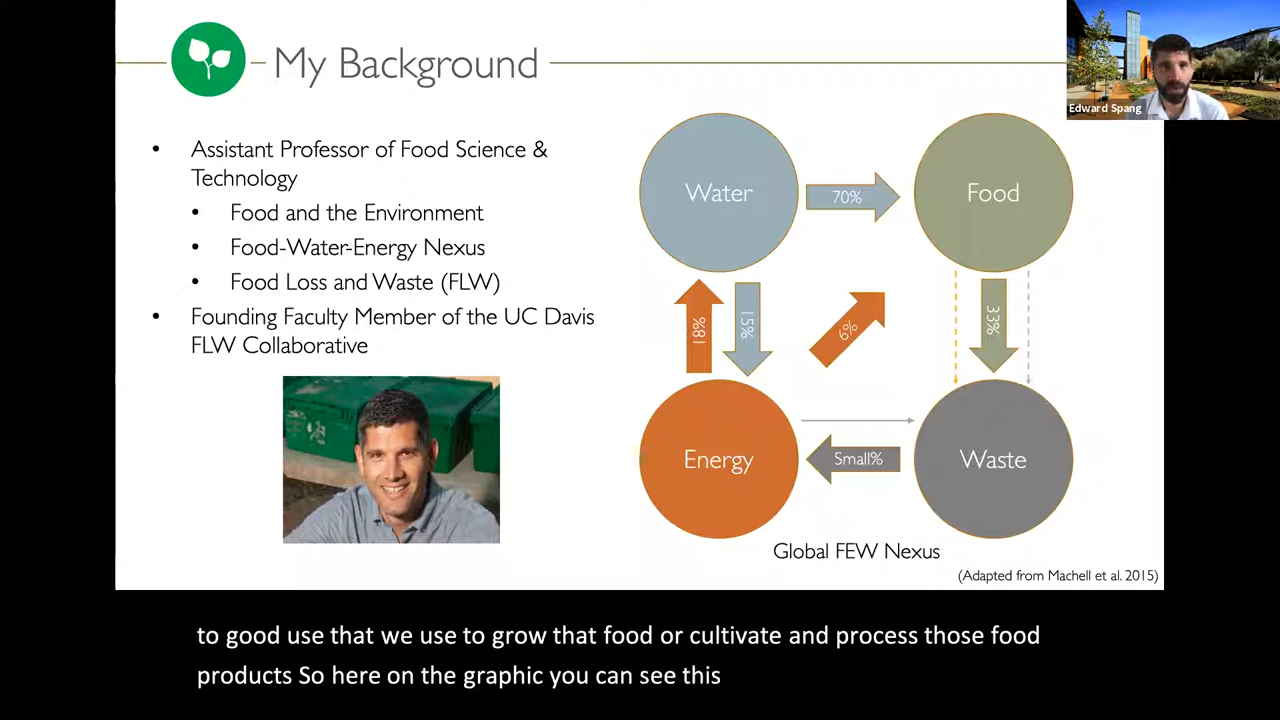 My Background
Edward Spang
• Assistant Professor of Food Science &
Technology
• Food and the Environment
• Food-Water-Energy Nexus
• Food Loss and Waste (FLW)
• Founding Faculty Member of the UC Davis
FLW Collaborative
Water
70%
Food
18%
15%
6%
33%
Energy
Small%
Waste
Global FEW Nexus
(Adapted from Machell et al. 2015)
to good use that we use to grow that food or cultivate and process those food
products So here on the graphic you can see this